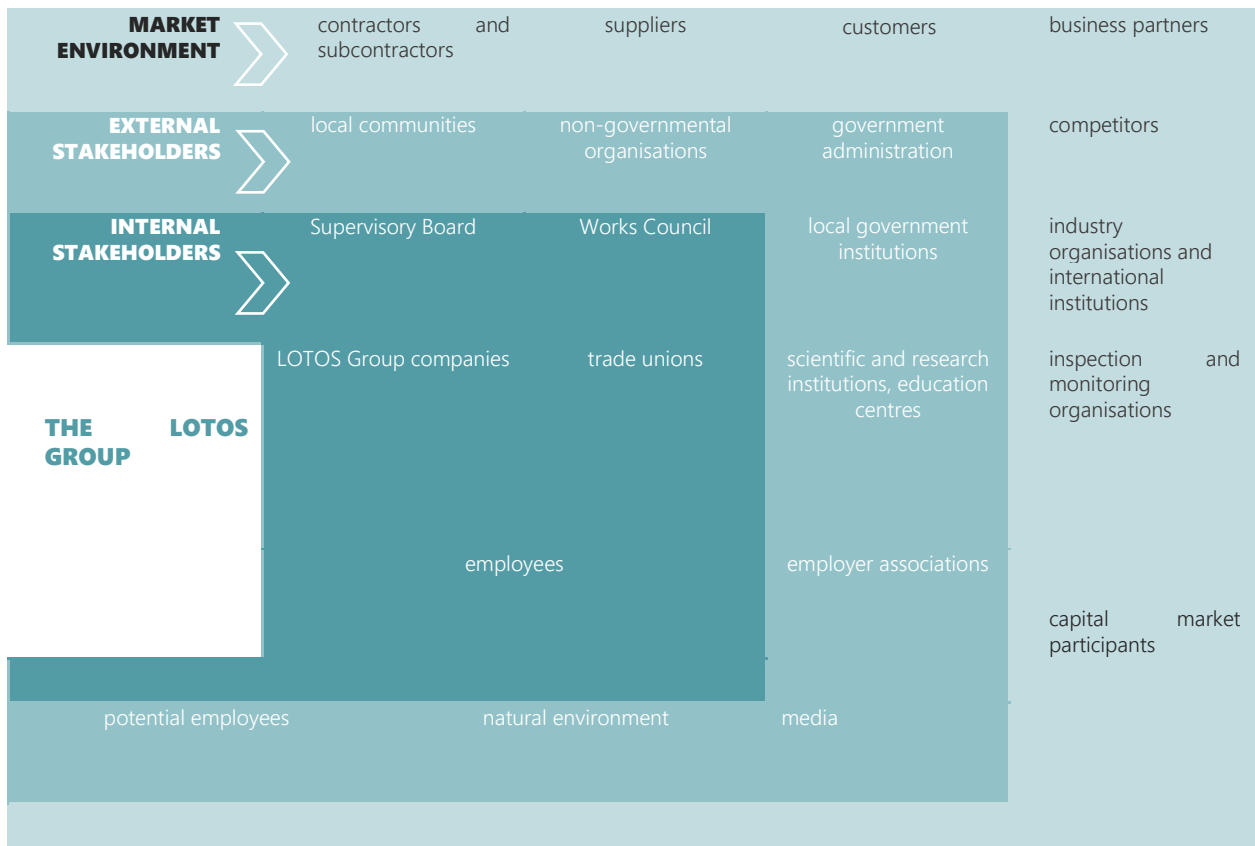 MARKET
ENVIRONMENT
contractors and
subcontractors
suppliers
customers
business partners
EXTERNAL
STAKEHOLDERS
local communities
non-governmental
organisations
government
administration
competitors
INTERNAL
STAKEHOLDERS
Supervisory Board
Works Council
local government
institutions
industry
organisations and
international
institutions
THE LOTOS
GROUP
LOTOS Group companies
trade unions
scientific and research
institutions, education
centres
inspection and
monitoring
organisations
employees
employer associations
capital market
participants
potential employees
natural environment
media